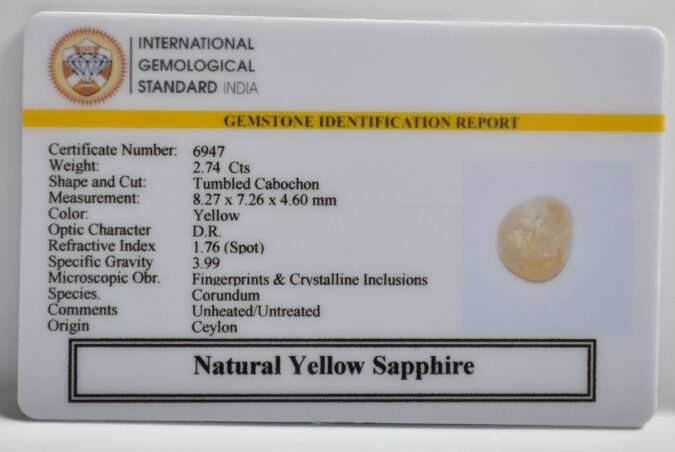 INTERNATIONAL
GEMOLOGICAL
STANDARD INDIA
GEMSTONE IDENTIFICATION REPORT
Certificate Number: 6947
Weight: 2.74 Cts
Shape and Cut: Tumbled Cabochon
Measurement: 8.27 x 7.26 x 4.60 mm
Color: Yellow
Optic Character D.R.
Refractive Index 1.76 (Spot)
Specific Gravity 3.99
Microscopic Obr. Fingerprints & Crystalline Inclusions
Species. Corundum
Comments Unheated/Untreated
Origin Ceylon
Natural Yellow Sapphire